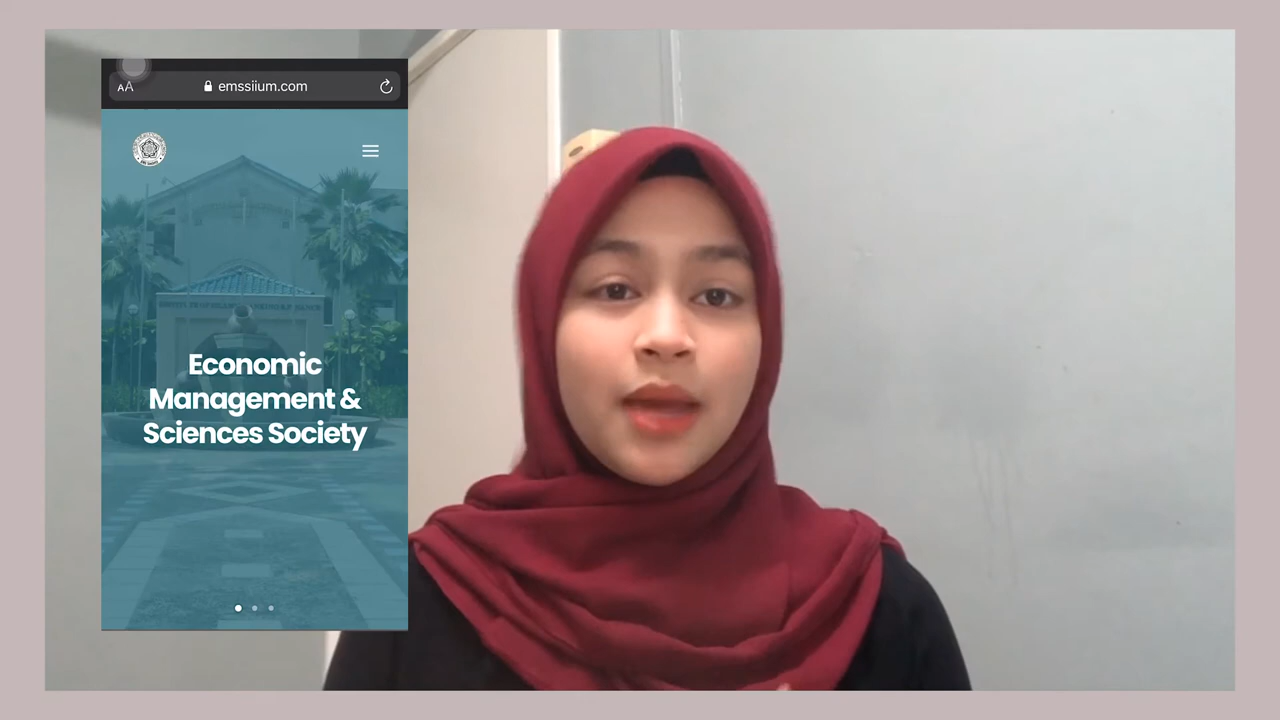 AA
emssiium.com
Economic
Management &
Sciences Society